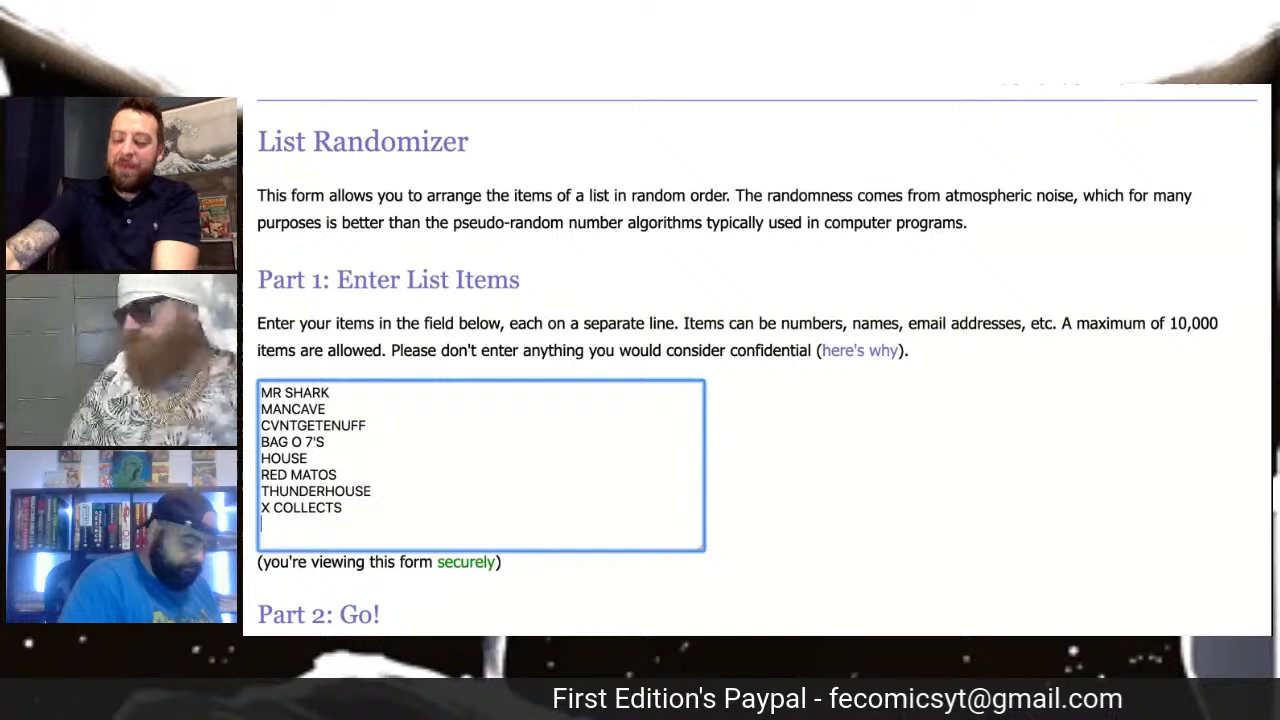 List Randomizer
This form allows you to arrange the items of a list in random order. The randomness comes from atmospheric noise, which for many
purposes is better than the pseudo-random number algorithms typically used in computer programs.
Part 1: Enter List Items
Enter your items in the field below, each on a separate line. Items can be numbers, names, email addresses, etc. A maximum of 10,000
items are allowed. Please don't enter anything you would consider confidential (here's why).
MR SHARK
MANCAVE
CVNTGETENUFF
BAG O 7'S
HOUSE
RED MATOS
THUNDERHOUSE
X COLLECTS
(you're viewing this form securely)
Part 2: Go!
First Edition's Paypal - fecomicsyt@gmail.com